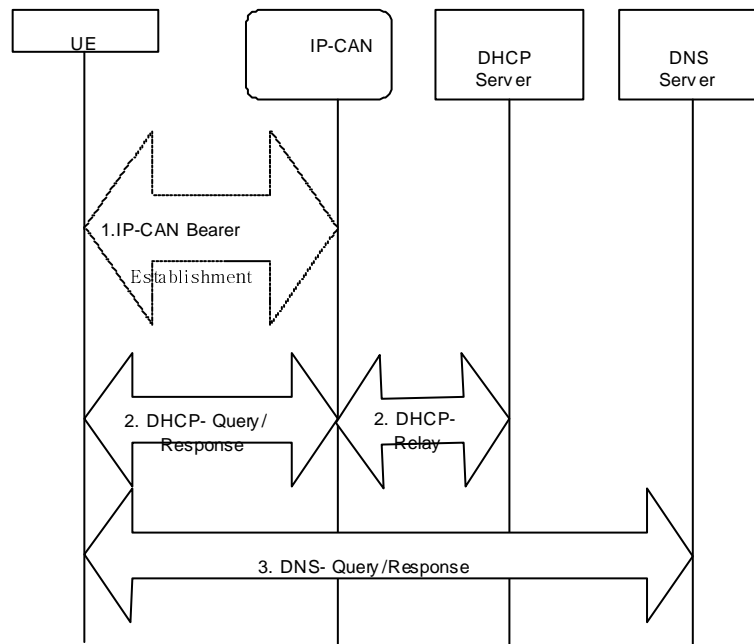 UE
IP-CAN
DHCP
Server
DNS
Server
1.IP-CAN Bearer
Establishment
2. DHCP- Query/
Response
2. DHCP-
Relay
3. DNS- Query/Response